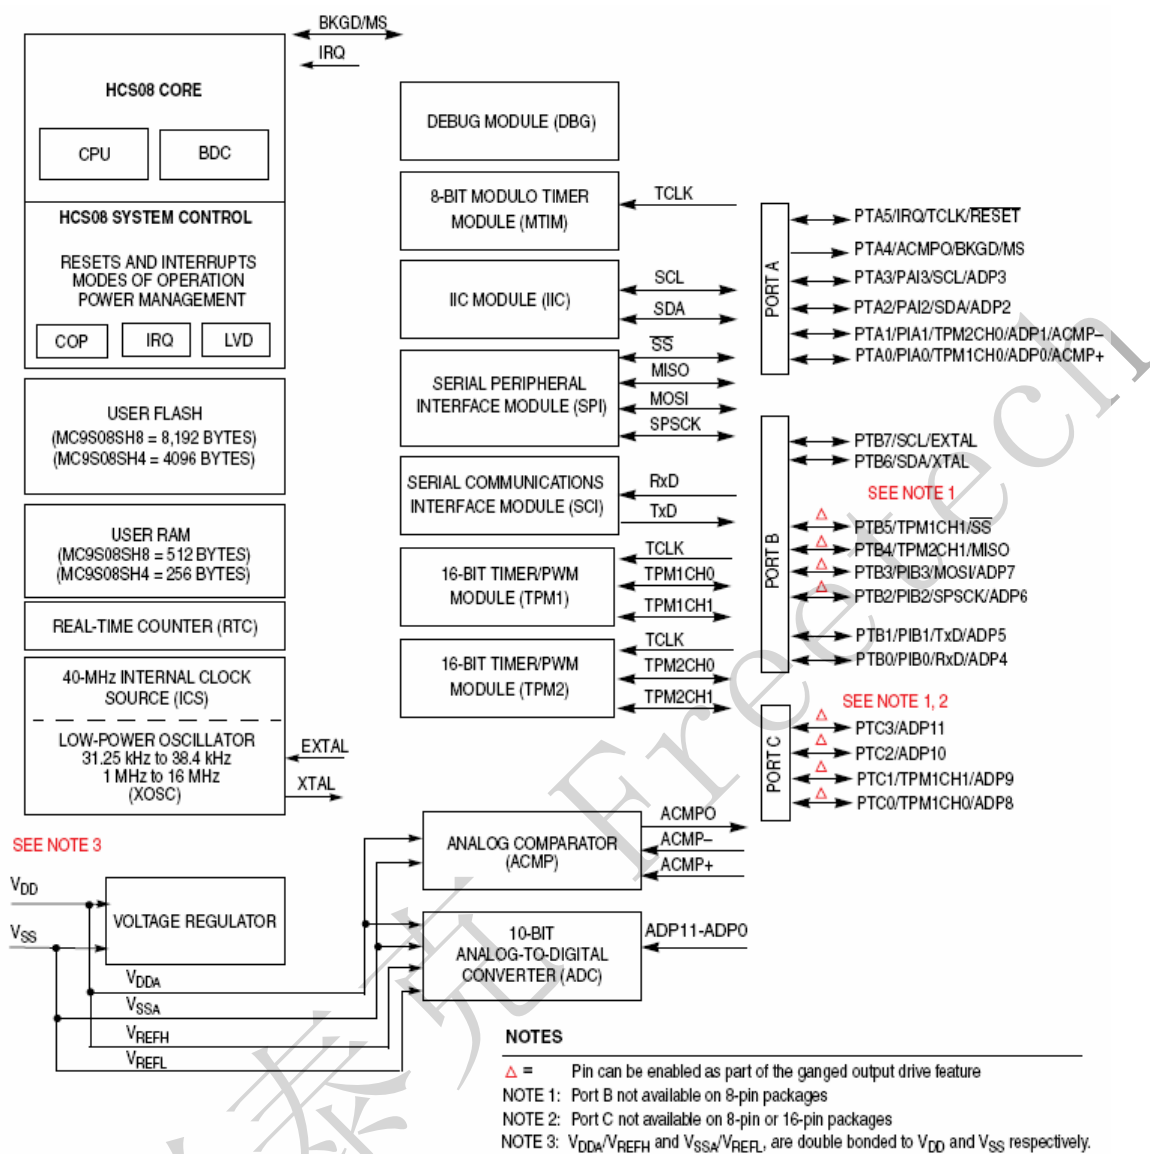 BKGD/MS
IRQ
HCS08 CORE
CPU
BDC
HCS08 SYSTEM CONTROL
RESETS AND INTERRUPTS
MODES OF OPERATION
POWER MANAGEMENT
COP
IRQ
LVD
USER FLASH
(MC9S08SH8 = 8,192 BYTES)
(MC9S08SH4 = 4096 BYTES)
USER RAM
(MC9S08SH8 = 512 BYTES)
(MC9S08SH4 = 256 BYTES)
REAL-TIME COUNTER (RTC)
40-MHz INTERNAL CLOCK
SOURCE (ICS)
LOW-POWER OSCILLATOR
31.25 kHz to 38.4 kHz
1 MHz to 16 MHz
(XOSC)
EXTAL
XTAL
SEE NOTE 3
VDD
VSS
VOLTAGE REGULATOR
VDDA
VSSA
VREFH
VREFL
DEBUG MODULE (DBG)
8-BIT MODULO TIMER
MODULE (MTIM)
TCLK
IIC MODULE (IIC)
SCL
SDA
SERIAL PERIPHERAL
INTERFACE MODULE (SPI)
SS
MISO
MOSI
SPSCK
SERIAL COMMUNICATIONS
INTERFACE MODULE (SCI)
RxD
TxD
16-BIT TIMER/PWM
MODULE (TPM1)
TCLK
TPM1CH0
TPM1CH1
16-BIT TIMER/PWM
MODULE (TPM2)
TCLK
TPM2CH0
TPM2CH1
ANALOG COMPARATOR
(ACMP)
ACMPO
ACMP–
ACMP+
10-BIT
ANALOG-TO-DIGITAL
CONVERTER (ADC)
ADP11-ADP0
PORT A
PTA5/IRQ/TCLK/RESET
PTA4/ACMPO/BKGD/MS
PTA3/PAI3/SCL/ADP3
PTA2/PAI2/SDA/ADP2
PTA1/PIA1/TPM2CH0/ADP1/ACMP–
PTA0/PIA0/TPM1CH0/ADP0/ACMP+
PORT B
PTB7/SCL/EXTAL
PTB6/SDA/XTAL
SEE NOTE 1
PTB5/TPM1CH1/SS
PTB4/TPM2CH1/MISO
PTB3/PIB3/MOSI/ADP7
PTB2/PIB2/SPSCK/ADP6
PTB1/PIB1/TxD/ADP5
PTB0/PIB0/RxD/ADP4
SEE NOTE 1, 2
PORT C
PTC3/ADP11
PTC2/ADP10
PTC1/TPM1CH1/ADP9
PTC0/TPM1CH0/ADP8
NOTES
Δ = Pin can be enabled as part of the ganged output drive feature
NOTE 1: Port B not available on 8-pin packages
NOTE 2: Port C not available on 8-pin or 16-pin packages
NOTE 3: VDDA/VREFH and VSSA/VREFL, are double bonded to VDD and VSS respectively.
泰克 Freetech